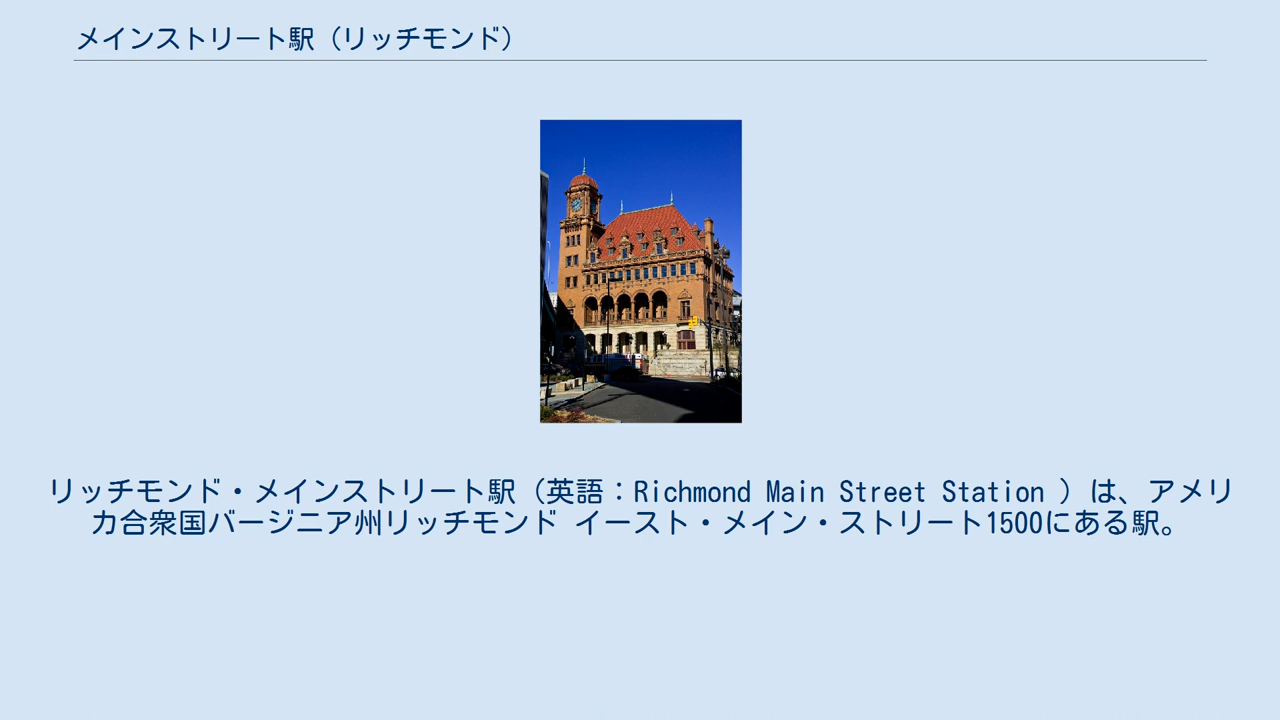 メインストリート駅（リッチモンド）
リッチモンド・メインストリート駅（英語：Richmond Main Street Station ）は、アメリ
カ合衆国バージニア州リッチモンド イースト・メイン・ストリート1500にある駅。